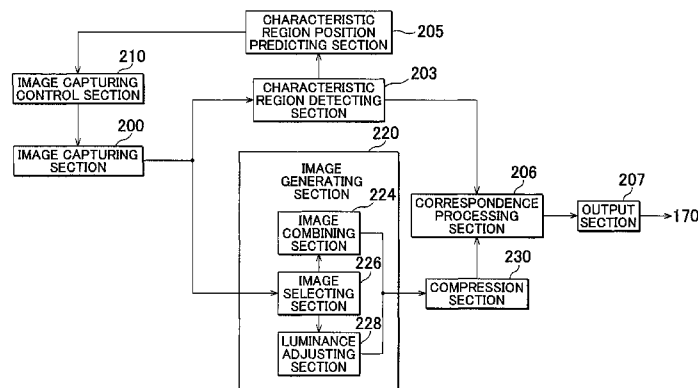 CHARACTERISTIC
REGION POSITION
PREDICTING SECTION
205
210
IMAGE CAPTURING
CONTROL SECTION
CHARACTERISTIC
REGION DETECTING
SECTION
203
200
IMAGE CAPTURING
SECTION
220
IMAGE
GENERATING
SECTION
224
IMAGE
COMBINING
SECTION
226
IMAGE
SELECTING
SECTION
228
LUMINANCE
ADJUSTING
SECTION
206
CORRESPONDENCE
PROCESSING
SECTION
207
OUTPUT
SECTION
170
230
COMPRESSION
SECTION